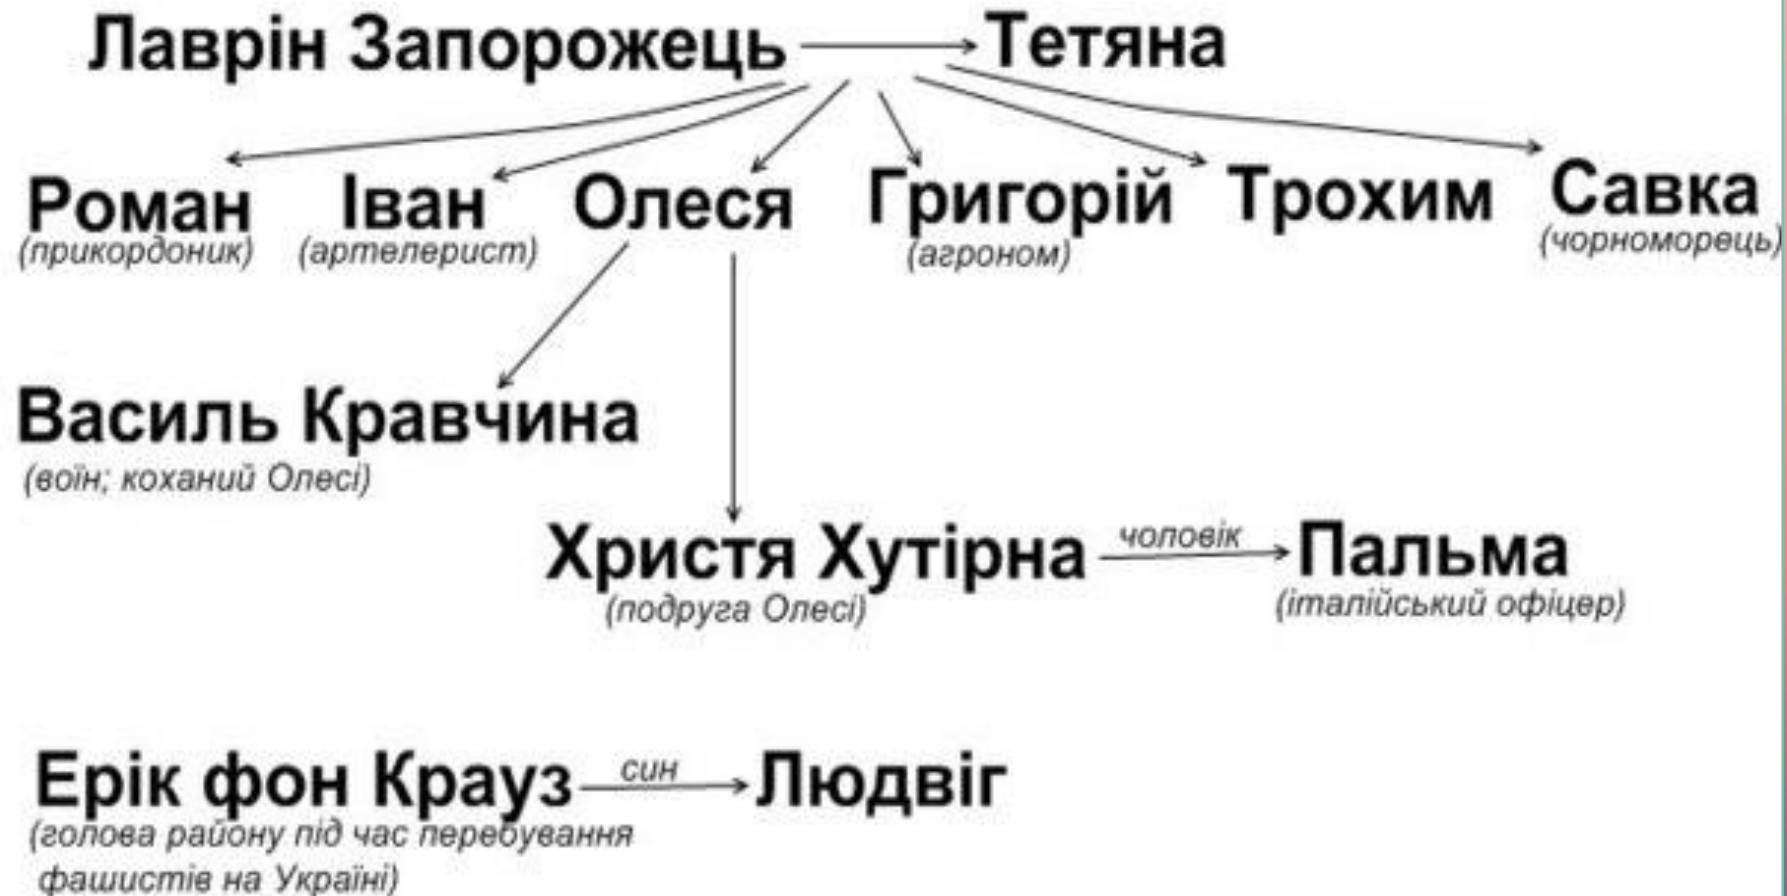 Лаврін Запорожець Тетяна
Роман Іван Олеся Григорій Трохим Савка
(прикордоник) (артелерист) (агроном) (чорноморець)
Василь Кравчина
(воїн; коханий Олесі)
Христя Хутірна чоловік Пальма
(подруга Олесі) (італійський офіцер)
Ерік фон Крауз син Людвіг
(голова району під час перебування
фашистів на Україні)